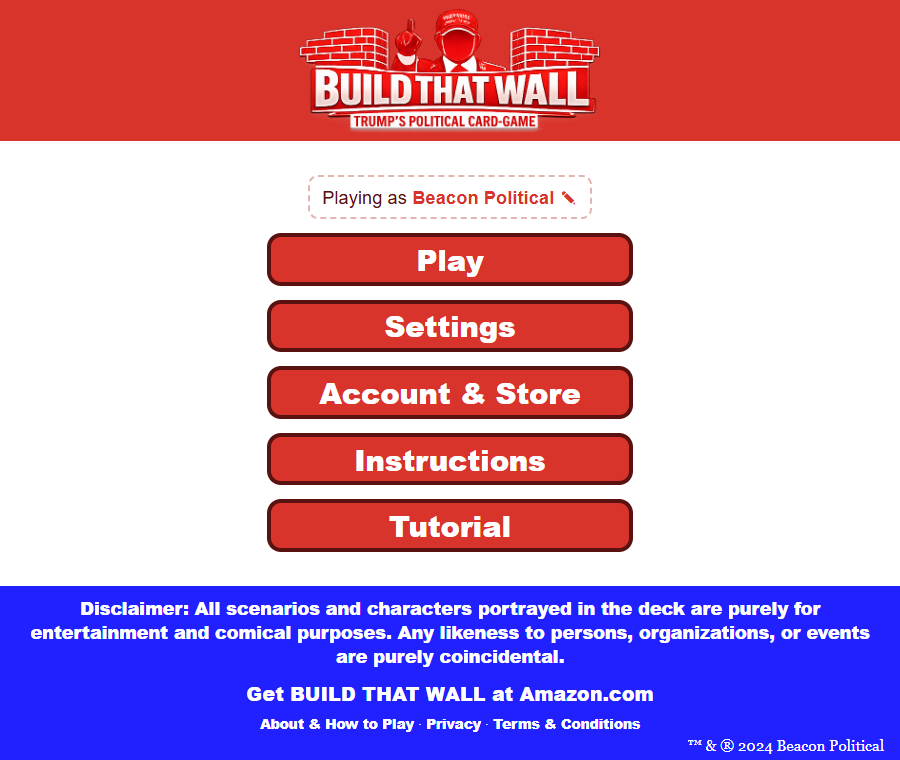 BUILD THAT WALL
TRUMP'S POLITICAL CARD-GAME
Playing as Beacon Political
Play
Settings
Account & Store
Instructions
Tutorial
Disclaimer: All scenarios and characters portrayed in the deck are purely for
entertainment and comical purposes. Any likeness to persons, organizations, or events
are purely coincidental.
Get BUILD THAT WALL at Amazon.com
About & How to Play · Privacy · Terms & Conditions
™ & ® 2024 Beacon Political